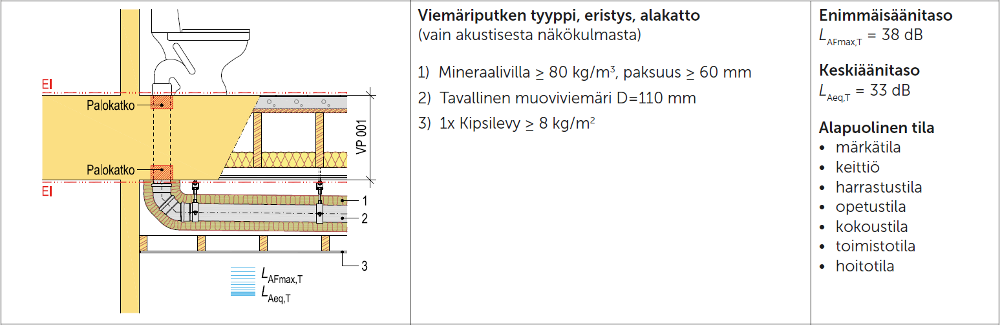 EI
Palokatko
VP 001
Palokatko
EI
1
2
3
L AFmax,T
L Aeq,T
Viemäriputken tyyppi, eristys, alakatto
(vain akustisesta näkökulmasta)
1) Mineraalivilla ≥ 80 kg/m³, paksuus ≥ 60 mm
2) Tavallinen muoviviemäri D=110 mm
3) 1x Kipsilevy ≥ 8 kg/m²
Enimmäisäänitaso
L AFmax,T = 38 dB
Keskiäänitaso
L Aeq,T = 33 dB
Alapuolinen tila
• märkätila
• keittiö
• harrastustila
• opetustila
• kokoustila
• toimistotila
• hoitotila